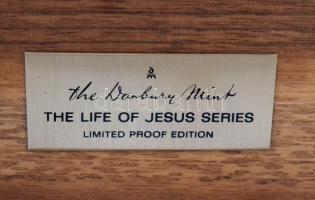 the Danbury Mint
THE LIFE OF JESUS SERIES
LIMITED PROOF EDITION